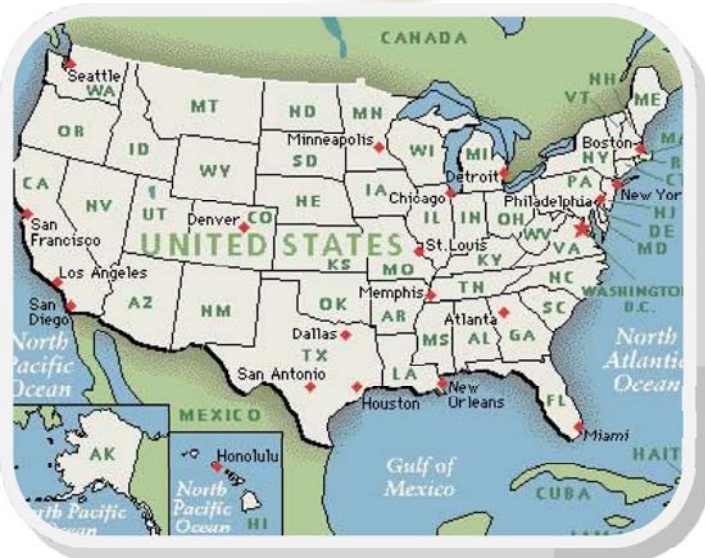 CANADA
Seattle
WA
MT
ND
MN
NH
VT
ME
OR
ID
Minneapolis
SD
WI
MI
Boston
MA
NY
WY
Detroit
R
CT
CA
NV
UT
NE
IA
Chicago
PA
Philadelphia
New Yor
San
Francisco
Denver
CO
IL
IN
OH
NJ
DE
MD
WV
VA
UNITED STATES
St.Louis
KS
MO
KY
Los Angeles
San
Diego
AZ
NM
OK
Memphis
TN
NC
WASHINGTO
D.C.
AR
Atlanta
SC
North
Pacific
Ocean
Dallas
TX
MS
AL
GA
North
Atlantic
Ocean
San Antonio
LA
Houston
New
Orleans
FL
MEXICO
Miami
AK
Honolulu
North
Pacific
Ocean
HI
Gulf of
Mexico
HAIT
CUBA